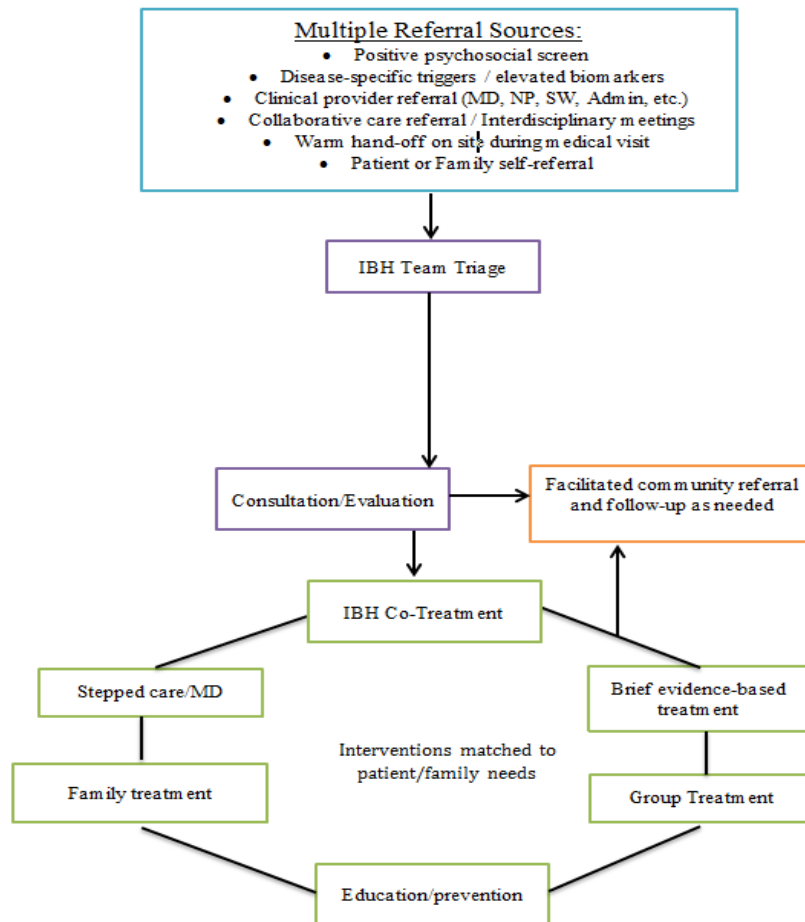 Multiple Referral Sources:
• Positive psychosocial screen
• Disease-specific triggers / elevated biomarkers
• Clinical provider referral (MD, NP, SW, Admin, etc.)
• Collaborative care referral / Interdisciplinary meetings
• Warm hand-off on site during medical visit
• Patient or Family self-referral
IBH Team Triage
Consultation/Evaluation
Facilitated community referral
and follow-up as needed
IBH Co-Treatment
Stepped care/MD
Brief evidence-based
treatment
Interventions matched to
patient/family needs
Family treatment
Group Treatment
Education/prevention